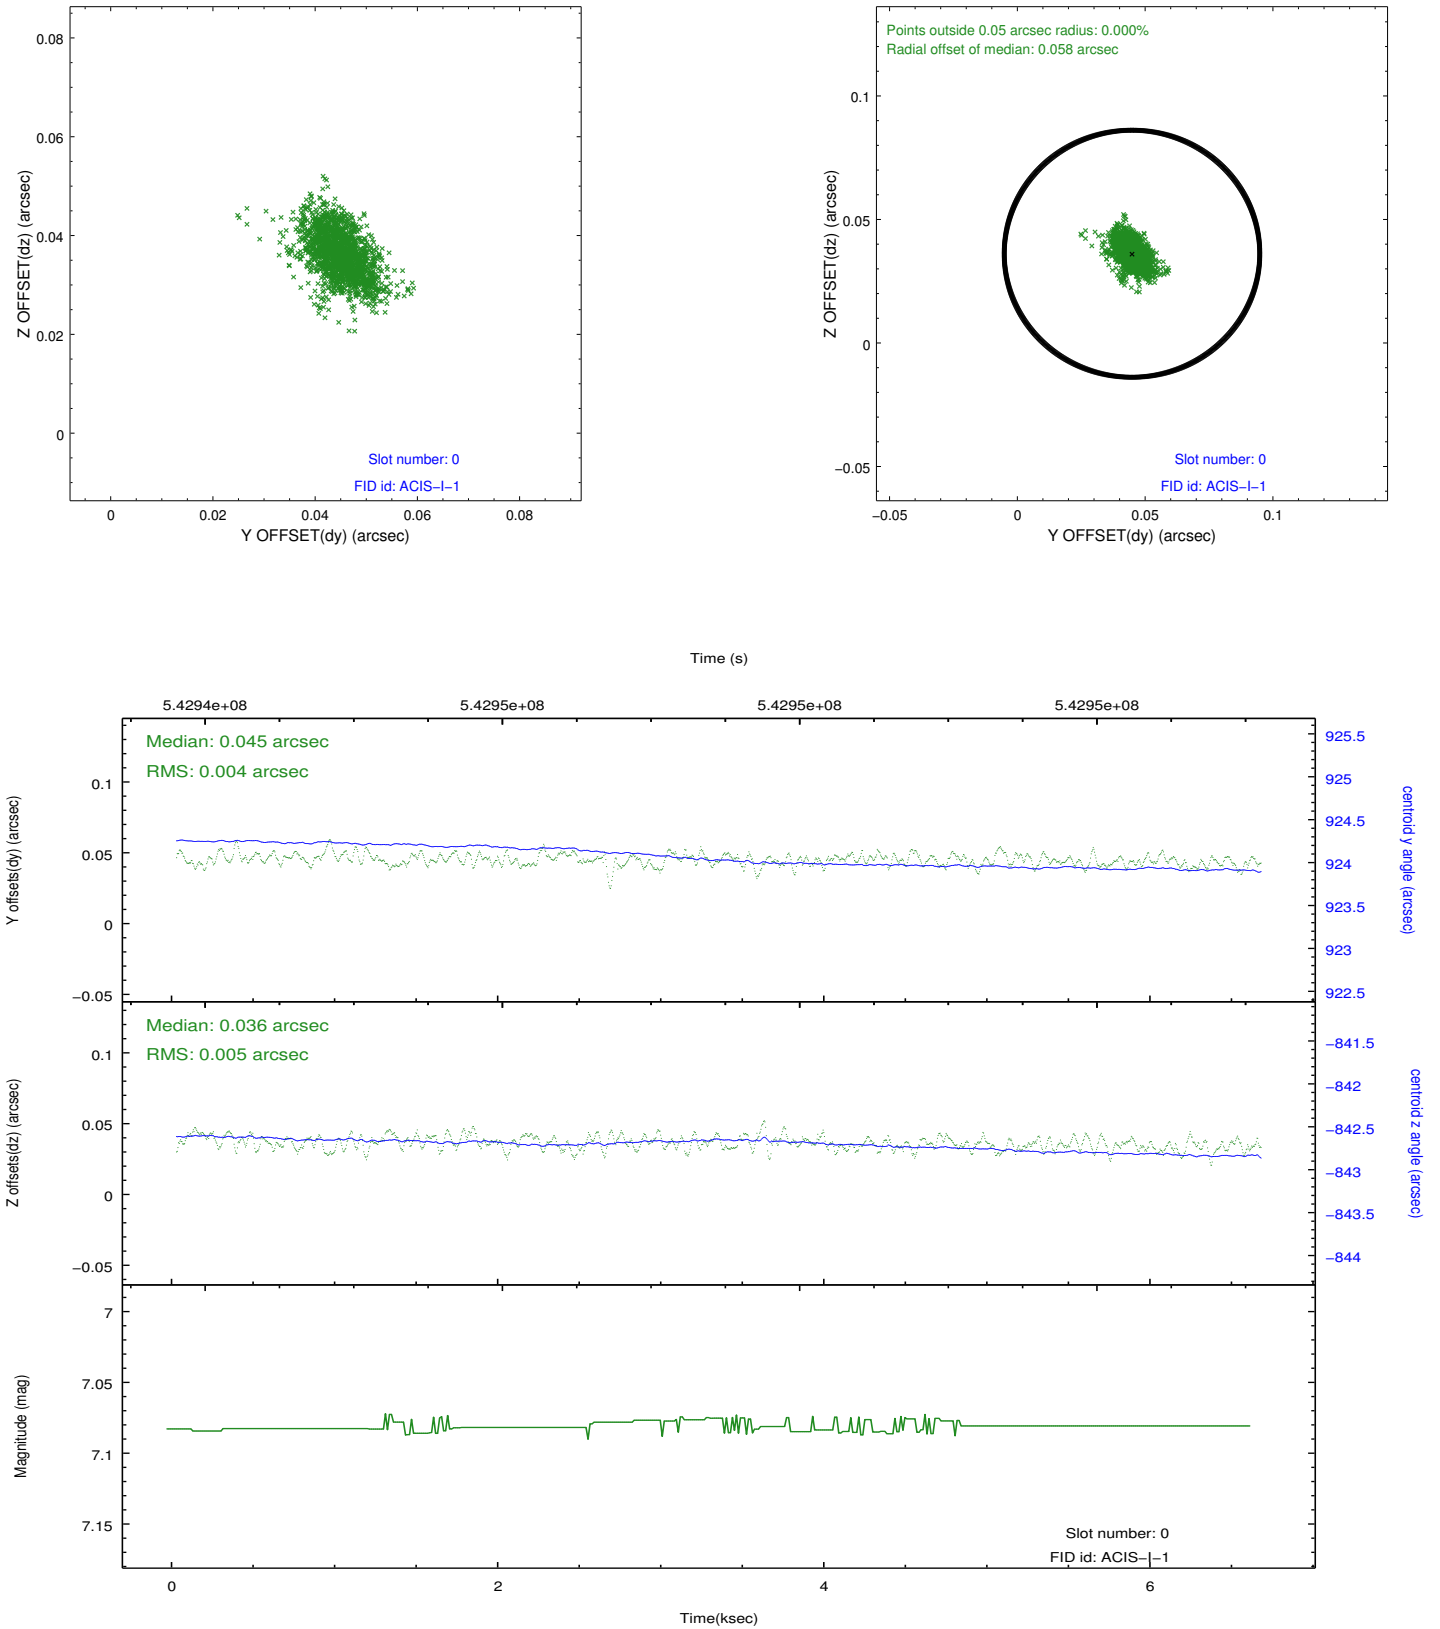 0.08
0.06
0.04
0.02
0
Z OFFSET(dz) (arcsec)
Slot number: 0
FID id: ACIS−I−1
0 0.02 0.04 0.06 0.08
Y OFFSET(dy) (arcsec)
Points outside 0.05 arcsec radius: 0.000%
Radial offset of median: 0.058 arcsec
0.1
0.05
0
−0.05
Z OFFSET(dz) (arcsec)
Slot number: 0
FID id: ACIS−I−1
−0.05 0 0.05 0.1
Y OFFSET(dy) (arcsec)
Time (s)
5.4294e+08 5.4295e+08 5.4295e+08 5.4295e+08
Median: 0.045 arcsec
RMS: 0.004 arcsec
0.1
0.05
0
−0.05
Y offsets(dy) (arcsec)
925.5
925
924.5
924
923.5
923
922.5
centroid y angle (arcsec)
Median: 0.036 arcsec
RMS: 0.005 arcsec
0.1
0.05
0
−0.05
Z offsets(dz) (arcsec)
−841.5
−842
−842.5
−843
−843.5
−844
centroid z angle (arcsec)
7
7.05
7.1
7.15
Magnitude (mag)
Slot number: 0
FID id: ACIS−I−1
0 2 4 6
Time(ksec)